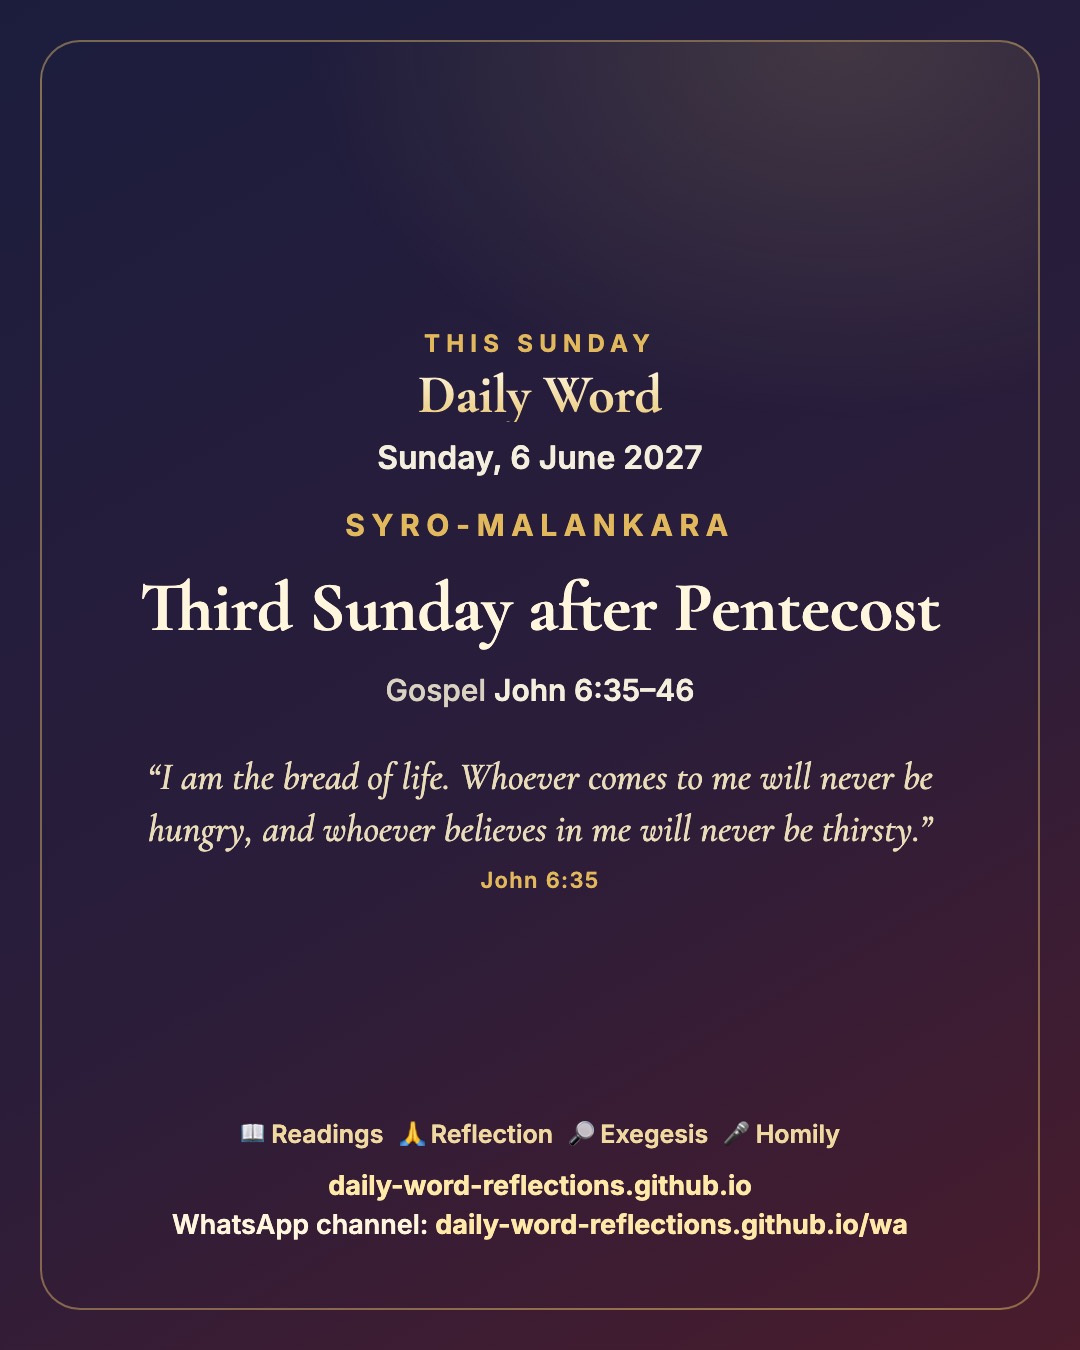 THIS SUNDAY
Daily Word
Sunday, 6 June 2027
SYRO-MALANKARA
Third Sunday after Pentecost
Gospel John 6:35–46
“I am the bread of life. Whoever comes to me will never be
hungry, and whoever believes in me will never be thirsty.”
John 6:35
📖 Readings 🙏 Reflection 🔎 Exegesis 🎤 Homily
daily-word-reflections.github.io
WhatsApp channel: daily-word-reflections.github.io/wa